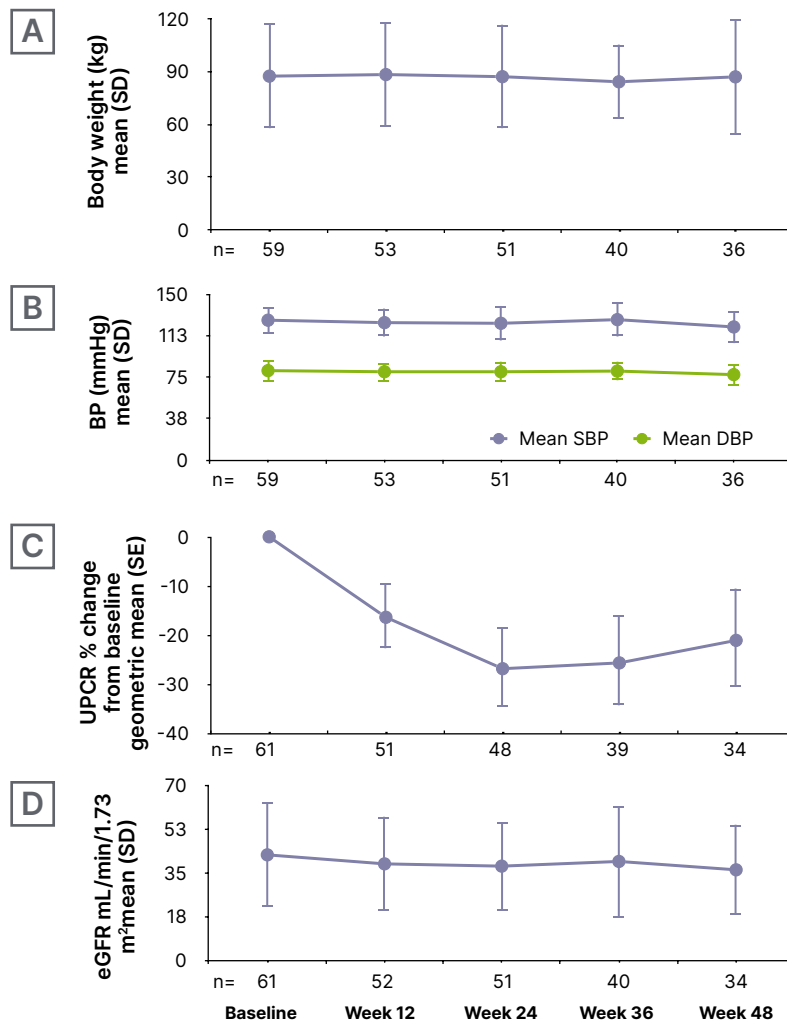 A
Body weight (kg)
mean (SD)
120
90
60
30
0
n= 59 53 51 40 36
B
BP (mmHg)
mean (SD)
150
113
75
38
0
Mean SBP Mean DBP
n= 59 53 51 40 36
C
UPCR % change
from baseline
geometric mean (SE)
0
-10
-20
-30
-40
n= 61 51 48 39 34
D
eGFR mL/min/1.73
m²mean (SD)
70
53
35
18
0
n= 61 52 51 40 34
Baseline Week 12 Week 24 Week 36 Week 48